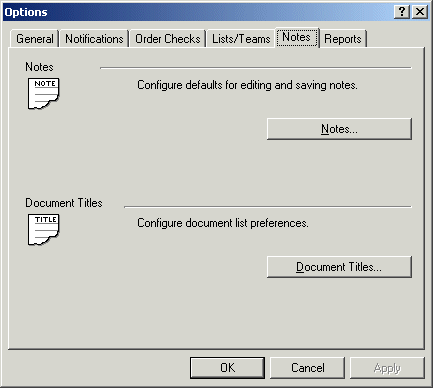 Options
General Notifications Order Checks Lists/Teams Notes Reports
Notes
NOTE
Configure defaults for editing and saving notes.
Notes...
Document Titles
TITLE
Configure document list preferences.
Document Titles...
OK Cancel Apply